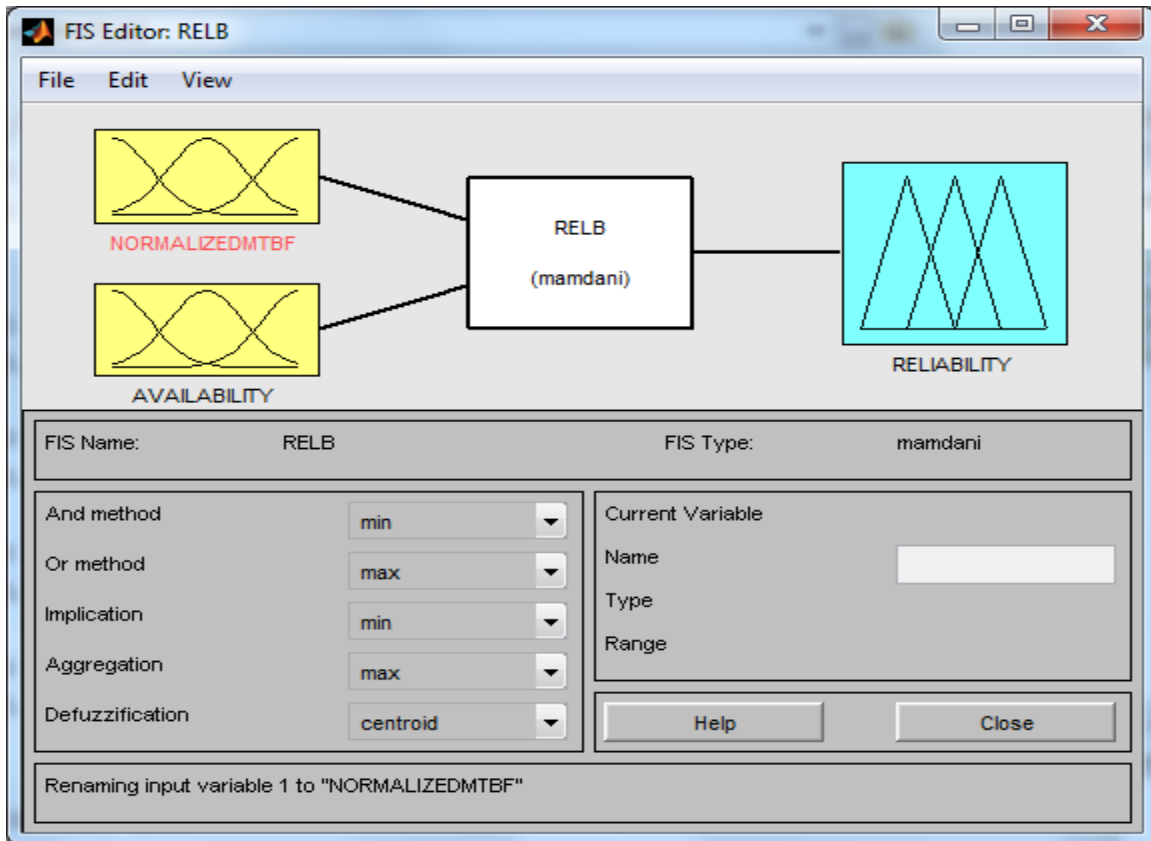 FIS Editor: RELB
File Edit View
NORMALIZEDMTBF
AVAILABILITY
RELB
(mamdani)
RELIABILITY
FIS Name: RELB FIS Type: mamdani
And method min
Or method max
Implication min
Aggregation max
Defuzzification centroid
Current Variable
Name
Type
Range
Help Close
Renaming input variable 1 to "NORMALIZEDMTBF"